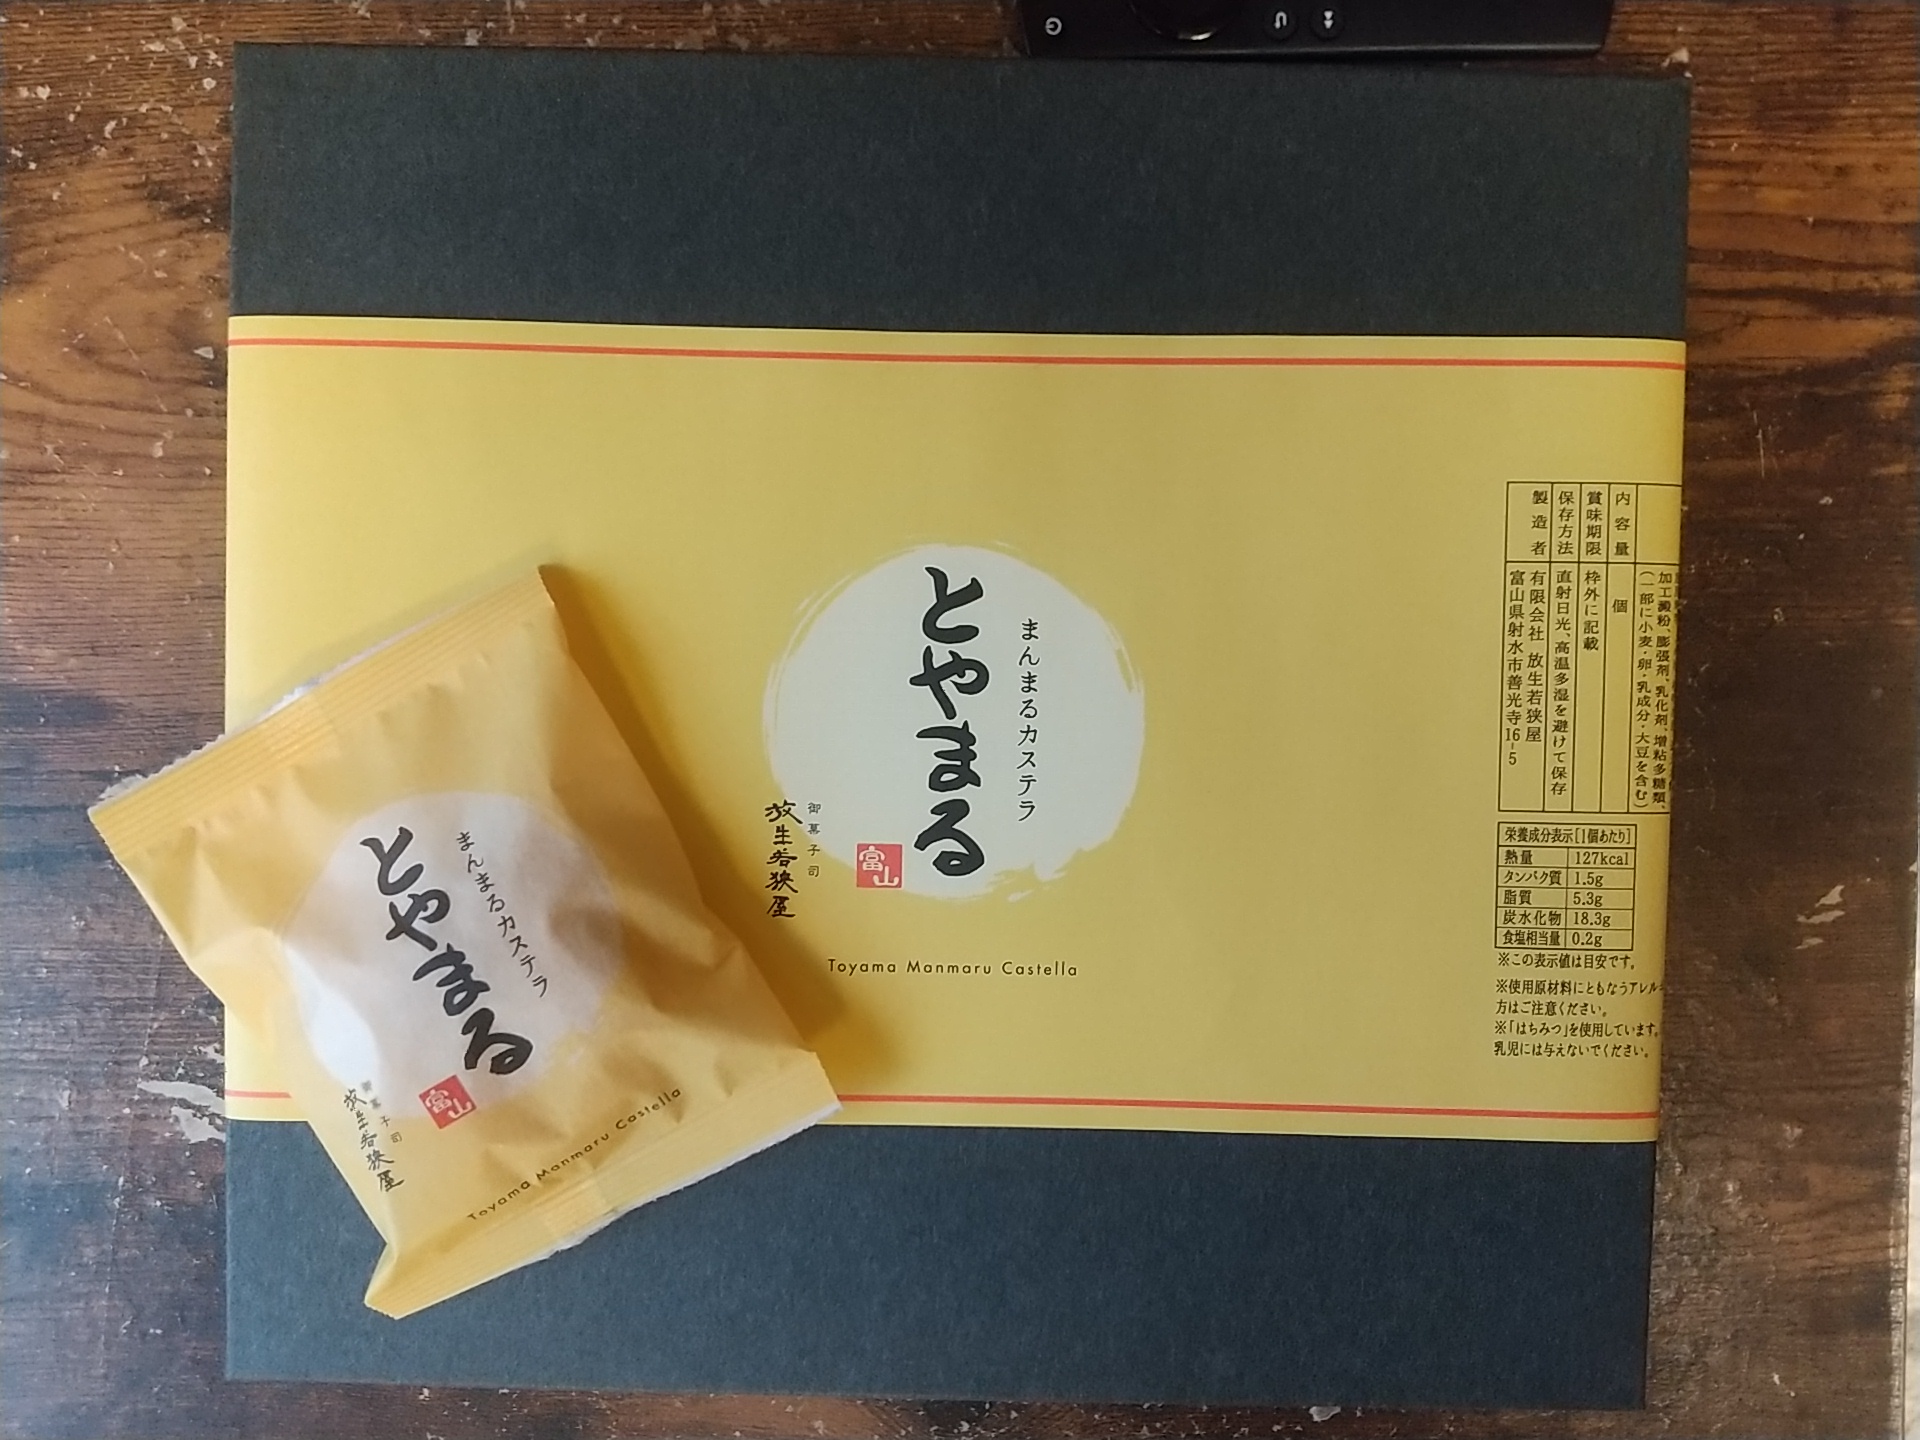 まんまるカステラ
とやまる
富山
御菓子司
放生若狭屋
Toyama Manmaru Castella
まんまるカステラ
とやまる
富山
御菓子司
放生若狭屋
Toyama Manmaru Castella
加工澱粉、膨張剤、乳化剤、増粘多糖類、
(一部に小麦・卵・乳成分・大豆を含む)
内容量 個
賞味期限 枠外に記載
保存方法 直射日光、高温多湿を避けて保存
製造者 有限会社 放生若狭屋
富山県射水市善光寺16-5
栄養成分表示[1個あたり]
熱量 127kcal
タンパク質 1.5g
脂質 5.3g
炭水化物 18.3g
食塩相当量 0.2g
※この表示値は目安です。
※使用原材料にともなうアレル
方はご注意ください。
※「はちみつ」を使用しています。
乳児には与えないでください。